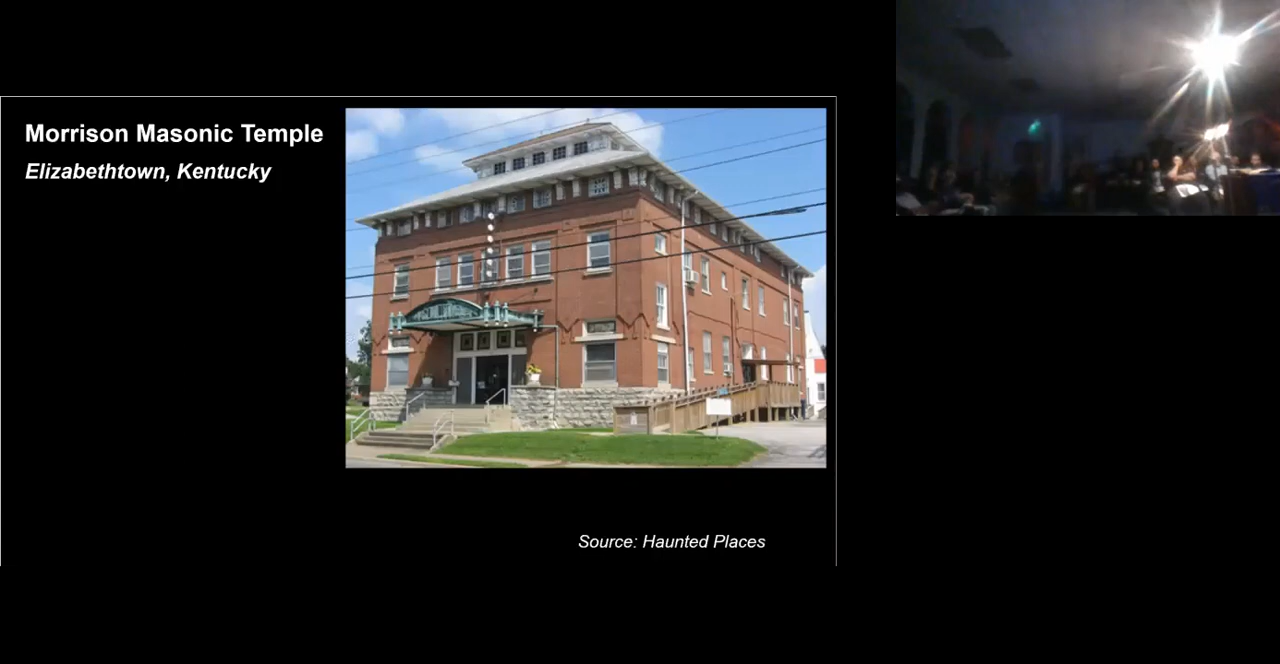 Morrison Masonic Temple
Elizabethtown, Kentucky
Source: Haunted Places